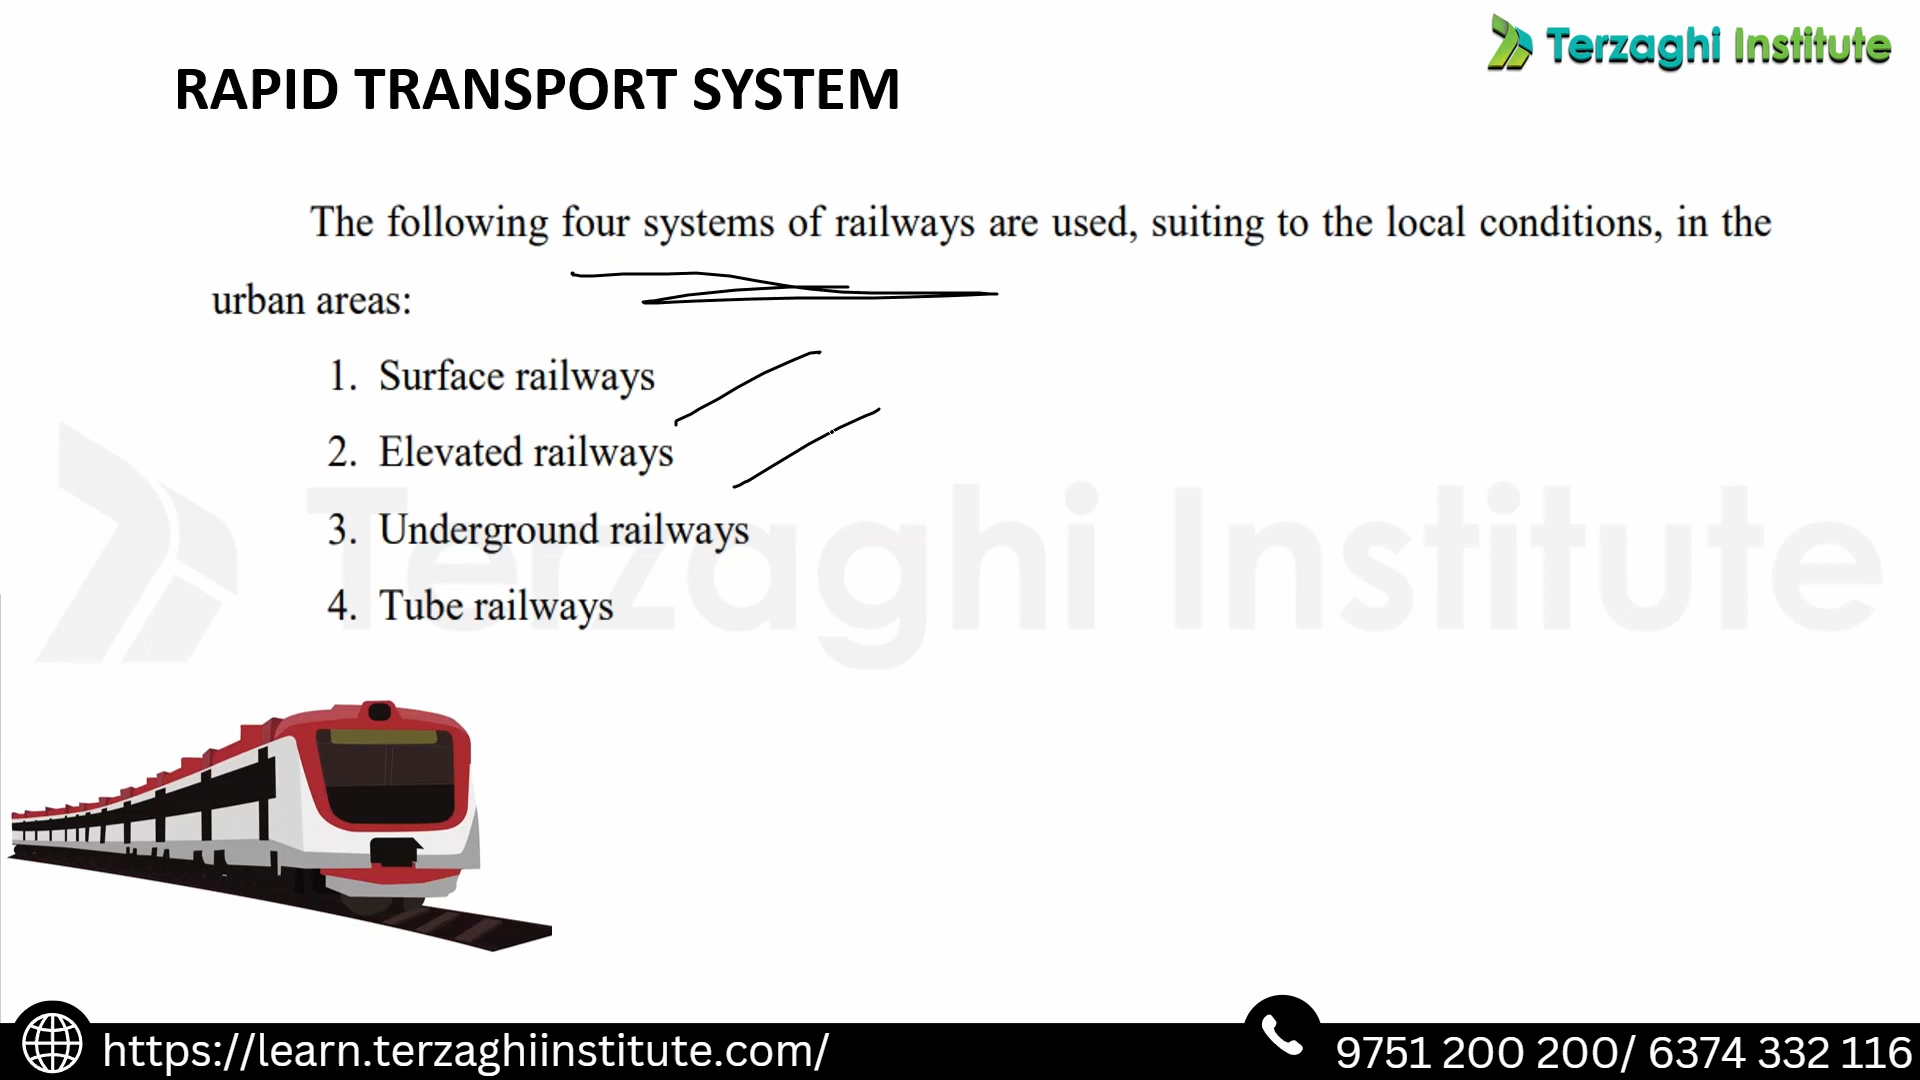 Terzaghi Institute
RAPID TRANSPORT SYSTEM
The following four systems of railways are used, suiting to the local conditions, in the
urban areas:
1. Surface railways
2. Elevated railways
3. Underground railways
4. Tube railways
Terzaghi Institute
https://learn.terzaghiinstitute.com/
9751 200 200/ 6374 332 116